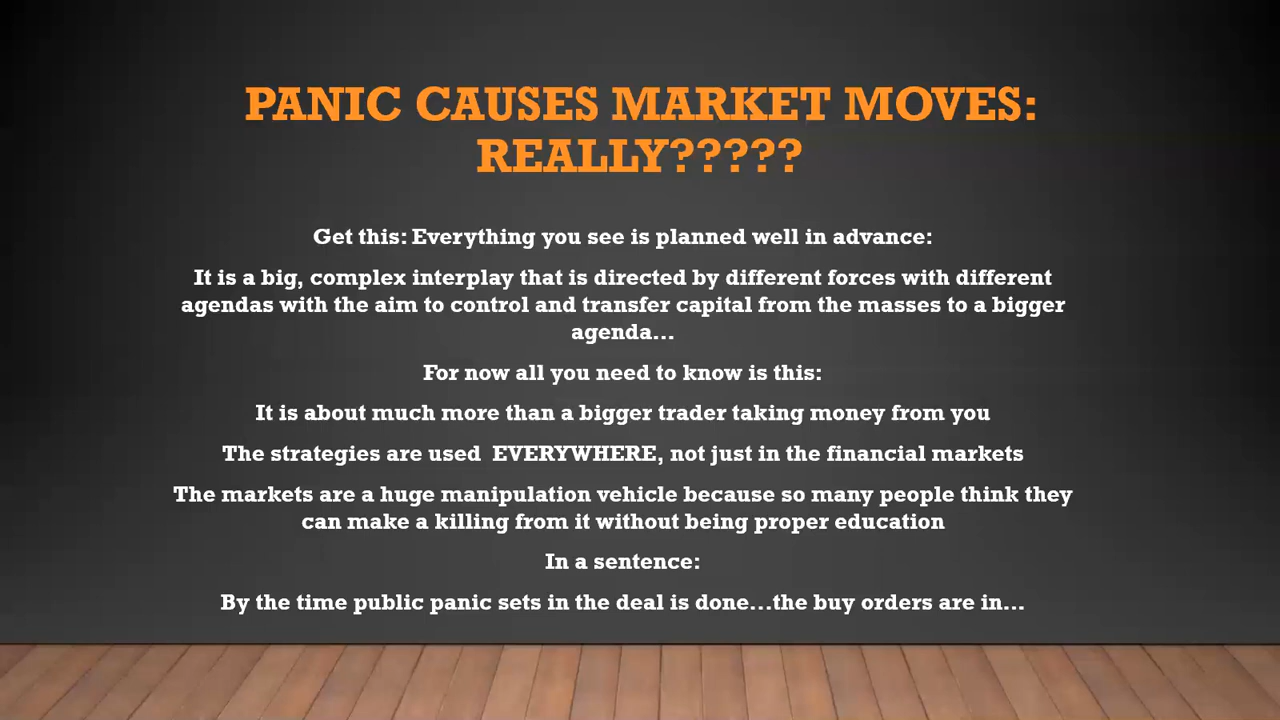 PANIC CAUSES MARKET MOVES:
REALLY?????
Get this: Everything you see is planned well in advance:
It is a big, complex interplay that is directed by different forces with different
agendas with the aim to control and transfer capital from the masses to a bigger
agenda...
For now all you need to know is this:
It is about much more than a bigger trader taking money from you
The strategies are used  EVERYWHERE, not just in the financial markets
The markets are a huge manipulation vehicle because so many people think they
can make a killing from it without being proper education
In a sentence:
By the time public panic sets in the deal is done...the buy orders are in...